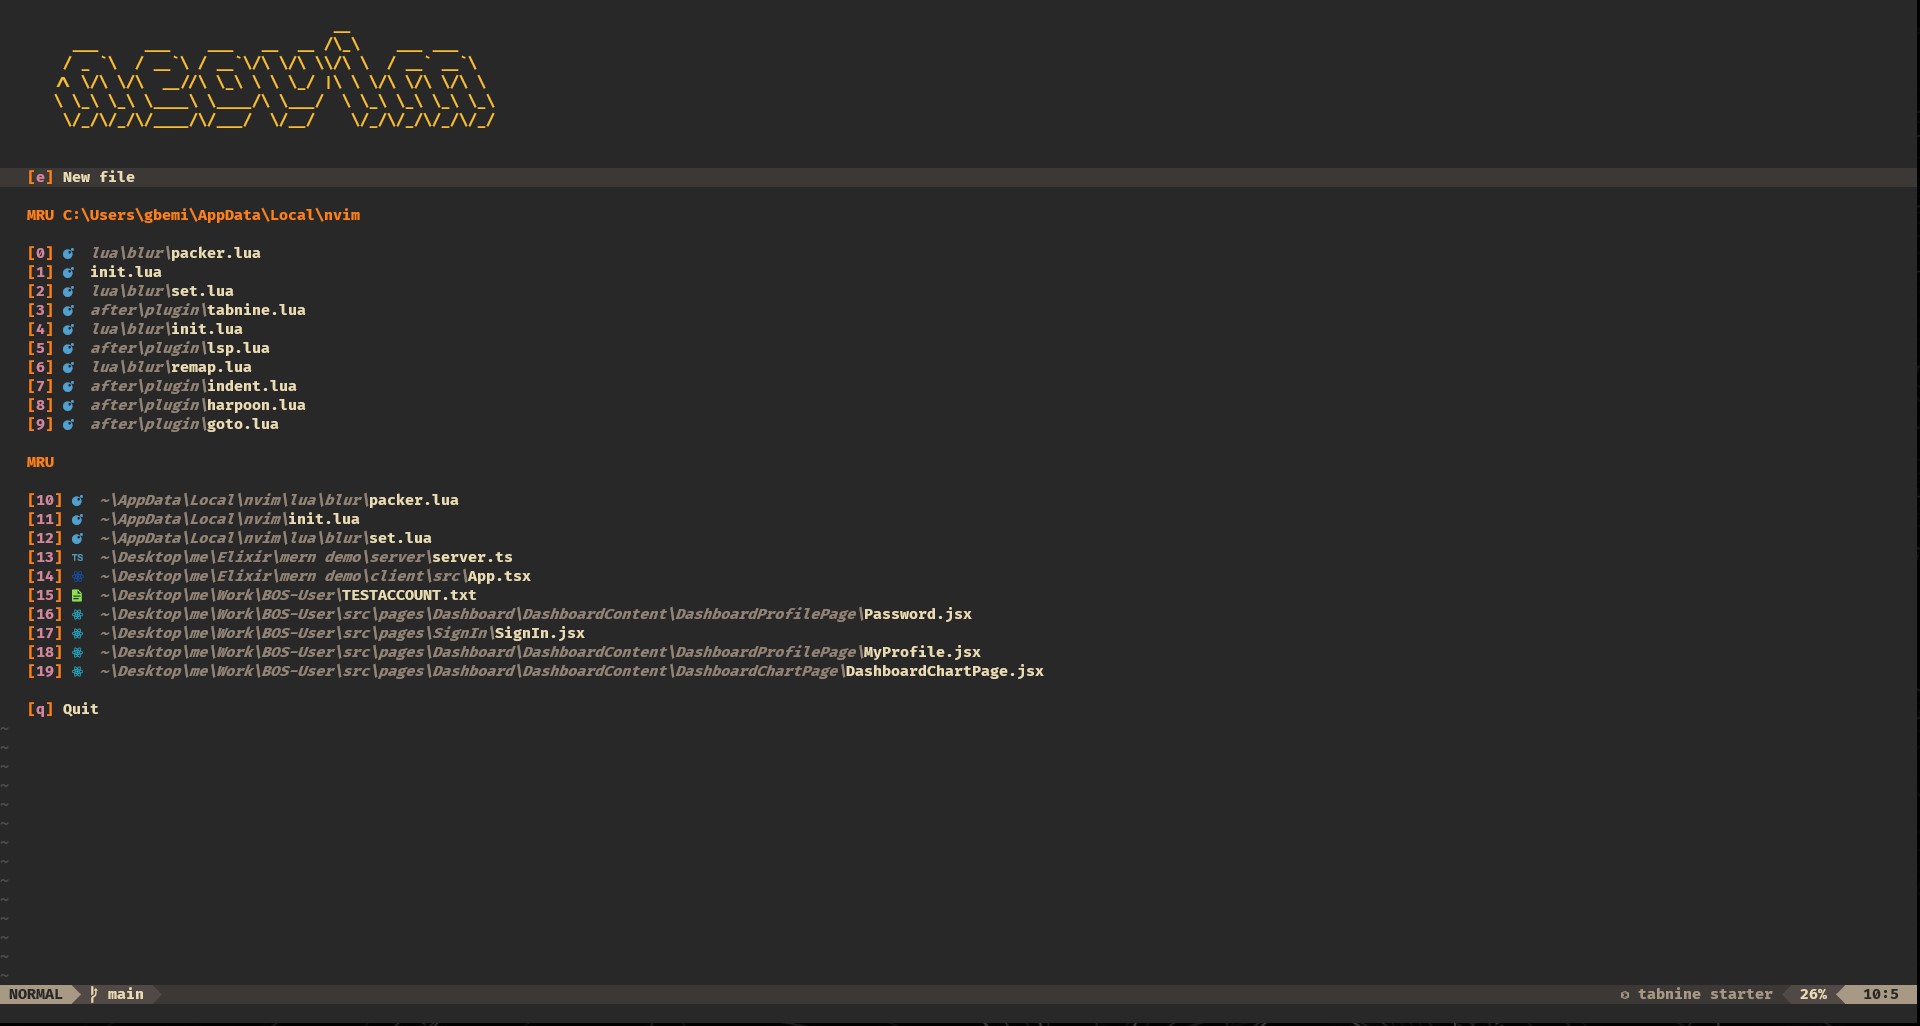 neovim
[e] New file
MRU C:\Users\gbemi\AppData\Local\nvim
[0] lua\blur\packer.lua
[1] init.lua
[2] lua\blur\set.lua
[3] after\plugin\tabnine.lua
[4] lua\blur\init.lua
[5] after\plugin\lsp.lua
[6] lua\blur\remap.lua
[7] after\plugin\indent.lua
[8] after\plugin\harpoon.lua
[9] after\plugin\goto.lua
MRU
[10] ~\AppData\Local\nvim\lua\blur\packer.lua
[11] ~\AppData\Local\nvim\init.lua
[12] ~\AppData\Local\nvim\lua\blur\set.lua
[13] TS ~\Desktop\me\Elixir\mern demo\server\server.ts
[14] ~\Desktop\me\Elixir\mern demo\client\src\App.tsx
[15] ~\Desktop\me\Work\BOS-User\TESTACCOUNT.txt
[16] ~\Desktop\me\Work\BOS-User\src\pages\Dashboard\DashboardContent\DashboardProfilePage\Password.jsx
[17] ~\Desktop\me\Work\BOS-User\src\pages\SignIn\SignIn.jsx
[18] ~\Desktop\me\Work\BOS-User\src\pages\Dashboard\DashboardContent\DashboardProfilePage\MyProfile.jsx
[19] ~\Desktop\me\Work\BOS-User\src\pages\Dashboard\DashboardContent\DashboardChartPage\DashboardChartPage.jsx
[q] Quit
~
~
~
~
~
~
~
~
~
~
~
~
~
~
NORMAL main tabnine starter 26% 10:5